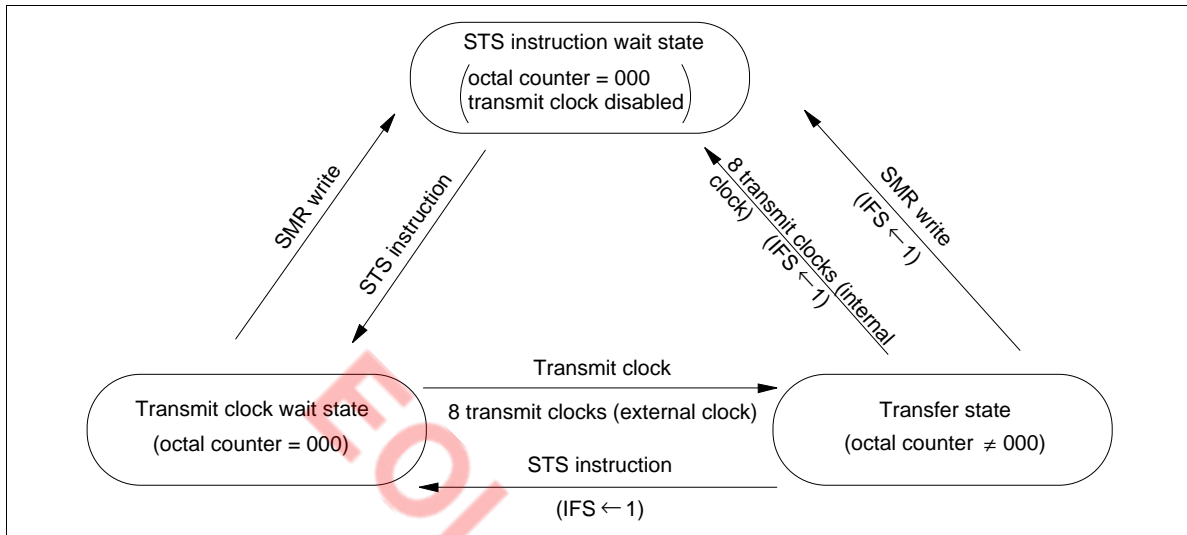 STS instruction wait state
octal counter = 000
transmit clock disabled
SMR write
STS instruction
8 transmit clocks (internal
clock)
(IFS ← 1)
SMR write
(IFS ← 1)
Transmit clock wait state
(octal counter = 000)
Transmit clock
8 transmit clocks (external clock)
Transfer state
(octal counter ≠ 000)
STS instruction
(IFS ← 1)